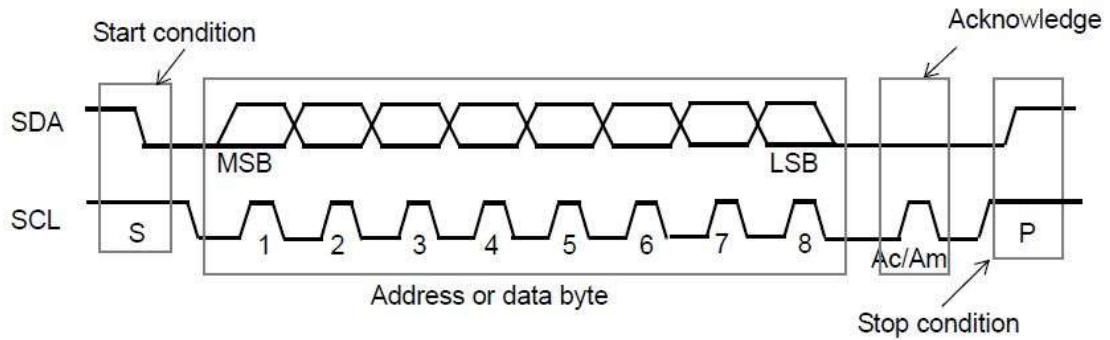 Start condition
Acknowledge
SDA
MSB
LSB
SCL
S
1 2 3 4 5 6 7 8
Ac/Am
P
Address or data byte
Stop condition